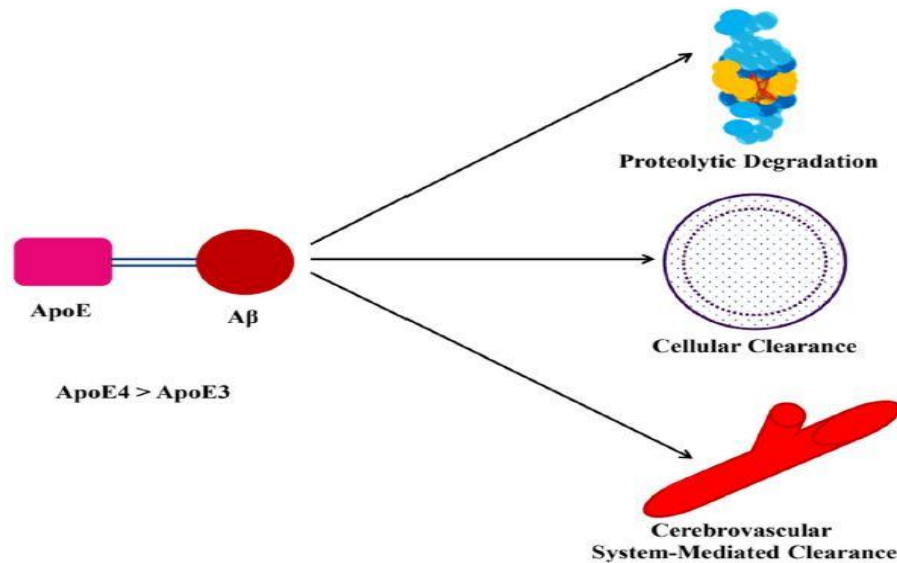 Proteolytic Degradation
ApoE
Aβ
Cellular Clearance
ApoE4 > ApoE3
Cerebrovascular
System-Mediated Clearance